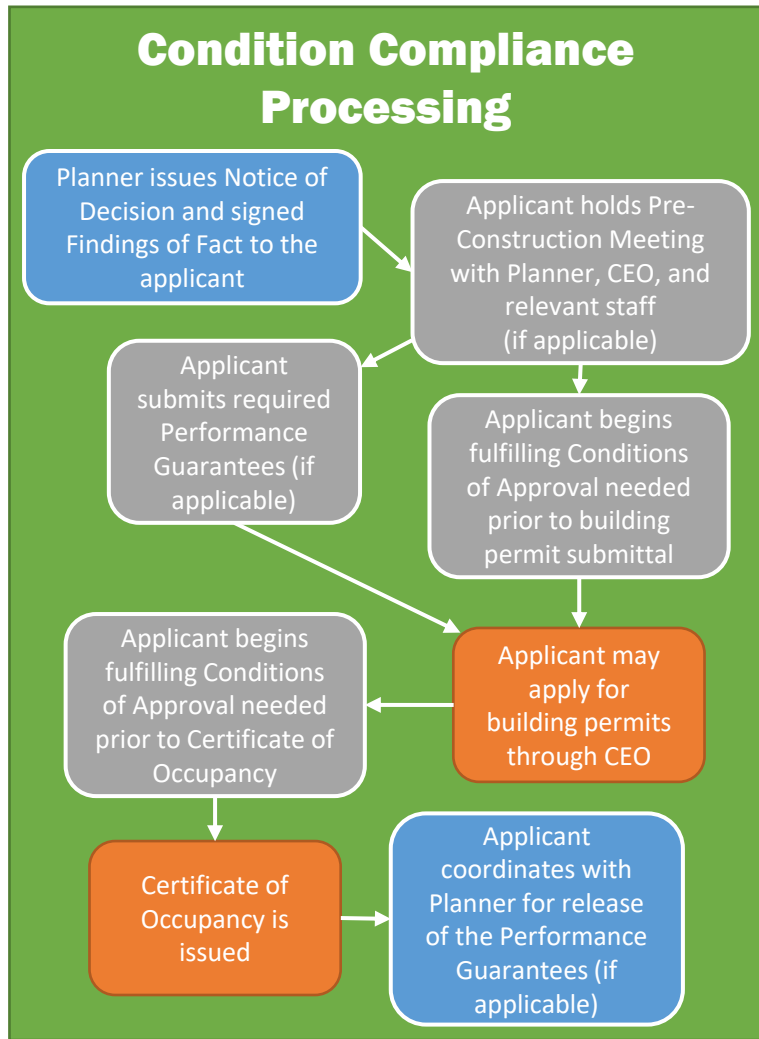 Condition Compliance
Processing
Planner issues Notice of
Decision and signed
Findings of Fact to the
applicant
Applicant holds Pre-
Construction Meeting
with Planner, CEO, and
relevant staff
(if applicable)
Applicant
submits required
Performance
Guarantees (if
applicable)
Applicant begins
fulfilling Conditions
of Approval needed
prior to building
permit submittal
Applicant may
apply for
building permits
through CEO
Applicant begins
fulfilling Conditions
of Approval needed
prior to Certificate of
Occupancy
Certificate of
Occupancy is
issued
Applicant
coordinates with
Planner for release
of the Performance
Guarantees (if
applicable)